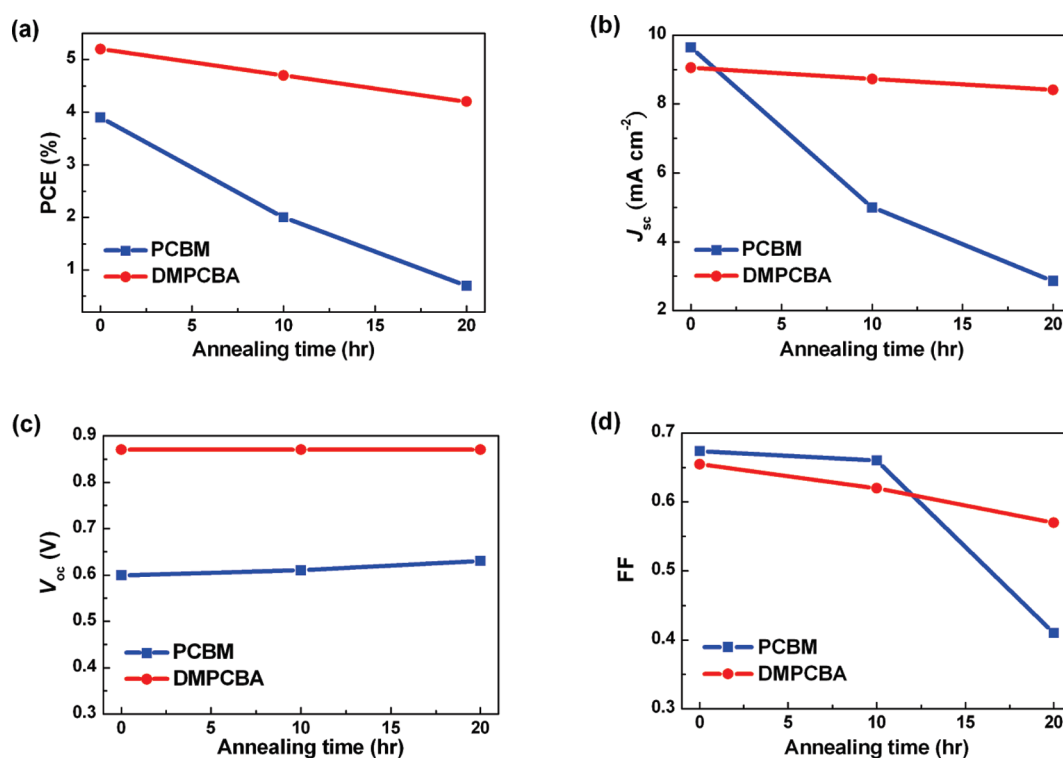 (a)
PCE (%)
5
4
3
2
1
PCBM
DMPCBA
0 5 10 15 20
Annealing time (hr)
(b)
Jsc (mA cm-2)
10
8
6
4
2
PCBM
DMPCBA
0 5 10 15 20
Annealing time (hr)
(c)
Voc (V)
0.9
0.8
0.7
0.6
0.5
0.4
0.3
PCBM
DMPCBA
0 5 10 15 20
Annealing time (hr)
(d)
FF
0.7
0.6
0.5
0.4
0.3
PCBM
DMPCBA
0 5 10 15 20
Annealing time (hr)